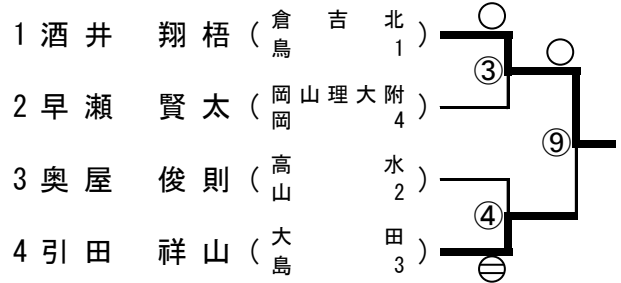 1 酒井 翔梧 (倉吉北 鳥1)
2 早瀬 賢太 (岡山理大附 岡4)
3 奥屋 俊則 (高水 山2)
4 引田 祥山 (大田 島3)
③
④
⑨